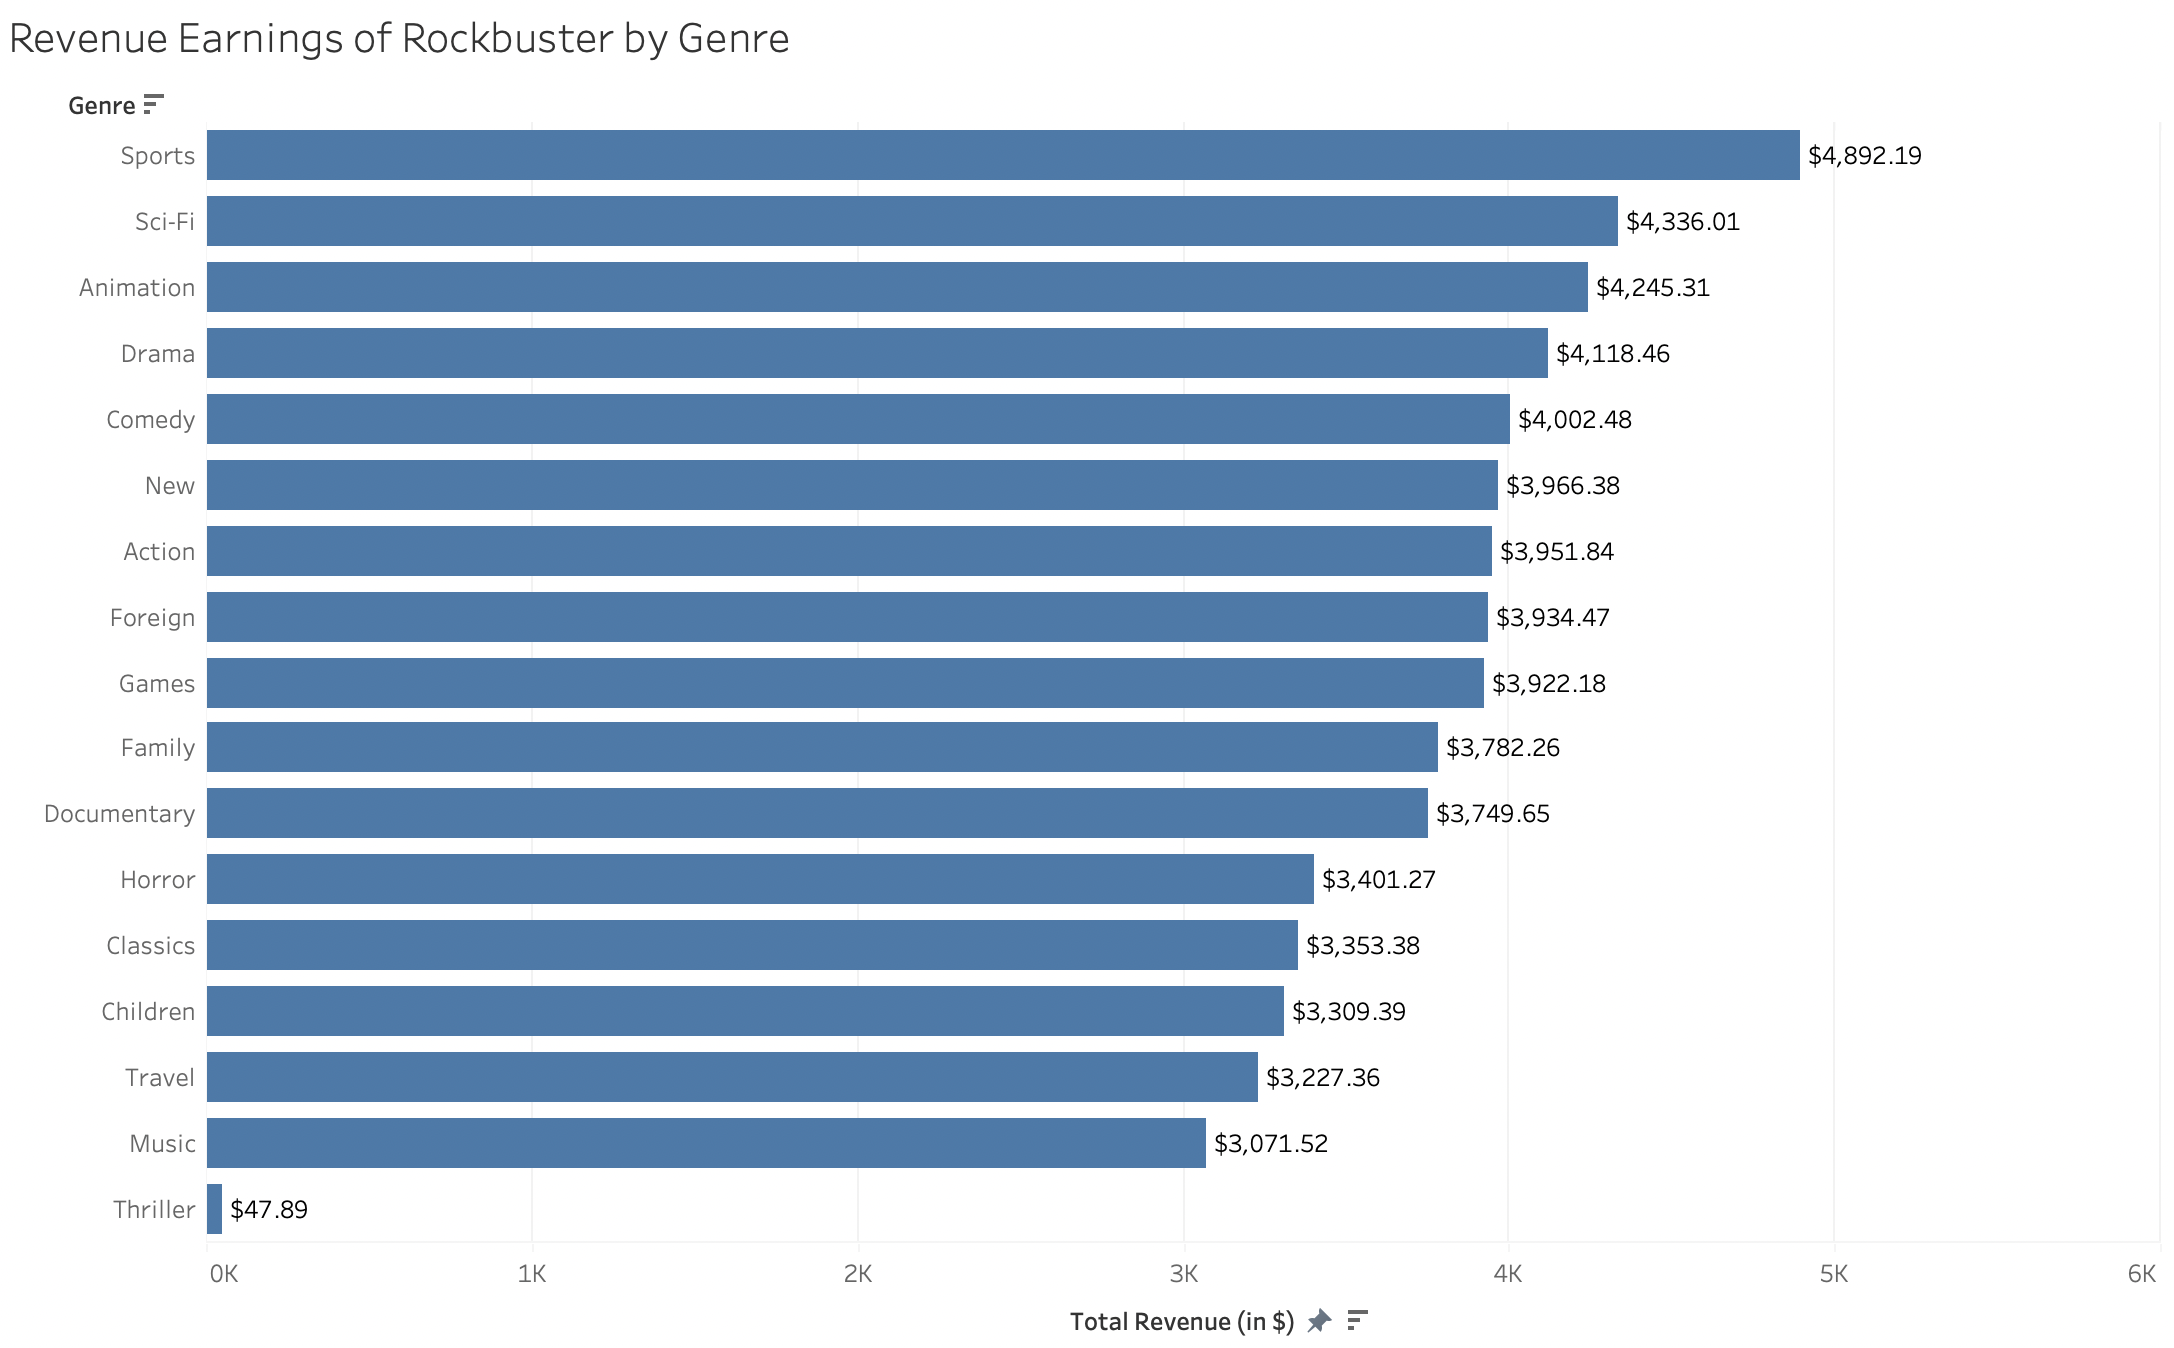 Revenue Earnings of Rockbuster by Genre
Genre
Sports $4,892.19
Sci-Fi $4,336.01
Animation $4,245.31
Drama $4,118.46
Comedy $4,002.48
New $3,966.38
Action $3,951.84
Foreign $3,934.47
Games $3,922.18
Family $3,782.26
Documentary $3,749.65
Horror $3,401.27
Classics $3,353.38
Children $3,309.39
Travel $3,227.36
Music $3,071.52
Thriller $47.89
0K 1K 2K 3K 4K 5K 6K
Total Revenue (in $)